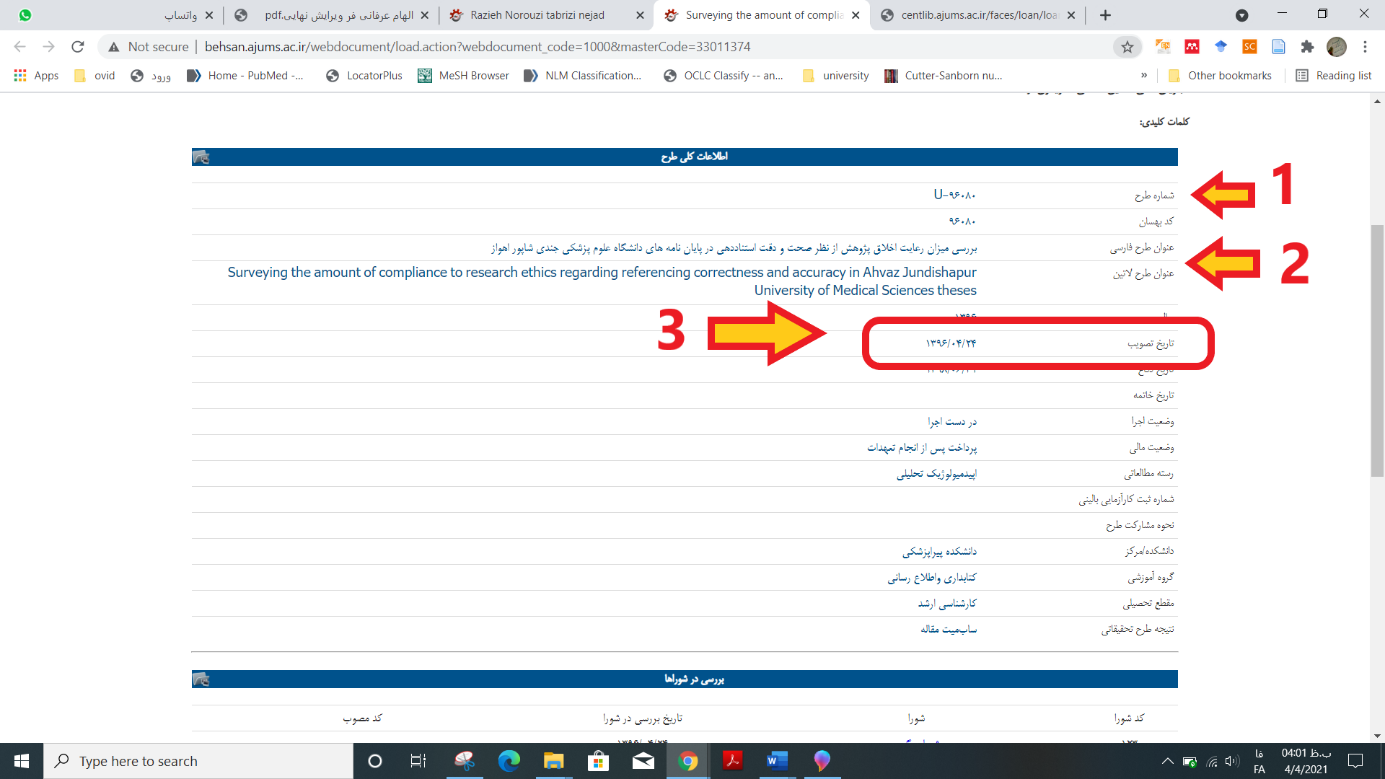 واتساپ
الهام عرفانی فر ویرایش نهایی.pdf
Razieh Norouzi tabrizi nejad
Surveying the amount of complia
centlib.ajums.ac.ir/faces/loan/loa
Not secure | behsan.ajums.ac.ir/webdocument/load.action?webdocument_code=1000&masterCode=33011374
Apps
ovid
ورود
Home - PubMed -...
LocatorPlus
MeSH Browser
NLM Classification...
OCLC Classify -- an...
university
Cutter-Sanborn nu...
»
Other bookmarks
Reading list
کلمات کلیدی:
اطلاعات کلی طرح
شماره طرح U-۹۶۰۸۰
1
کد بهسان ۹۶۰۸۰
عنوان طرح فارسی بررسی میزان رعایت اخلاق پژوهش از نظر صحت و دقت استناددهی در پایان نامه های دانشگاه علوم پزشکی جندی شاپور اهواز
2
عنوان طرح لاتین Surveying the amount of compliance to research ethics regarding referencing correctness and accuracy in Ahvaz Jundishapur
University of Medical Sciences theses
۱۳۹۶
3
تاریخ تصویب ۱۳۹۶/۰۴/۲۴
تاریخ خاتمه
وضعیت اجرا در دست اجرا
وضعیت مالی پرداخت پس از انجام تعهدات
رسته مطالعاتی اپیدمیولوژیک تحلیلی
شماره ثبت کارآزمایی بالینی
نحوه مشارکت طرح
دانشکده/مرکز دانشکده پیراپزشکی
گروه آموزشی کتابداری واطلاع رسانی
مقطع تحصیلی کارشناسی ارشد
نتیجه طرح تحقیقاتی سابمیت مقاله
بررسی در شوراها
کد شورا شورا تاریخ بررسی در شورا کد مصوب
Type here to search
فا
FA
04:01 ب.ظ
4/4/2021
SC